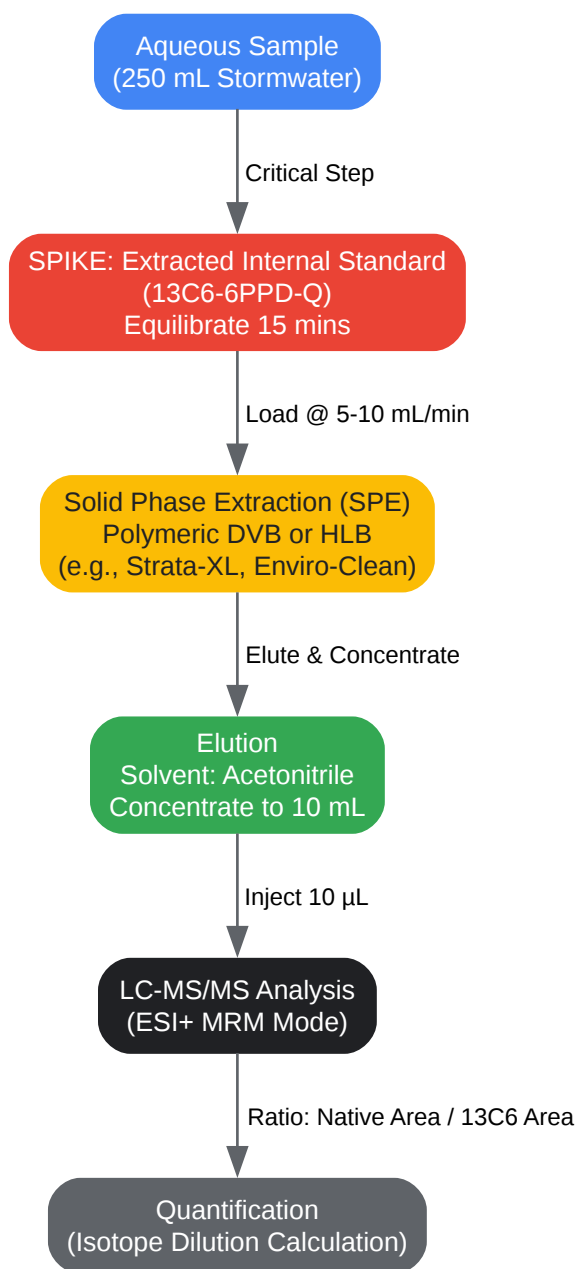 Aqueous Sample
(250 mL Stormwater)
Critical Step
SPIKE: Extracted Internal Standard
(13C6-6PPD-Q)
Equilibrate 15 mins
Load @ 5-10 mL/min
Solid Phase Extraction (SPE)
Polymeric DVB or HLB
(e.g., Strata-XL, Enviro-Clean)
Elute & Concentrate
Elution
Solvent: Acetonitrile
Concentrate to 10 mL
Inject 10 µL
LC-MS/MS Analysis
(ESI+ MRM Mode)
Ratio: Native Area / 13C6 Area
Quantification
(Isotope Dilution Calculation)